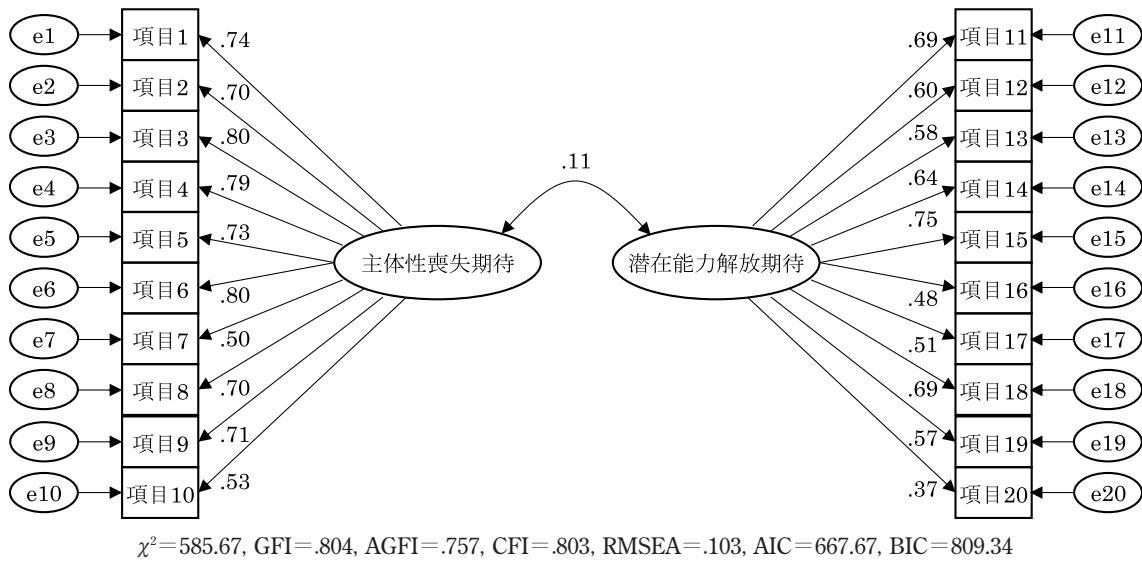 e1 項目1 .74 .69 項目11 e11
e2 項目2 .70 .60 項目12 e12
e3 項目3 .80 .58 項目13 e13
e4 項目4 .79 .11 .64 項目14 e14
e5 項目5 .73 .75 項目15 e15
主体性喪失期待 潜在能力解放期待
e6 項目6 .80 .48 項目16 e16
e7 項目7 .50 .51 項目17 e17
e8 項目8 .70 .69 項目18 e18
e9 項目9 .71 .57 項目19 e19
e10 項目10 .53 .37 項目20 e20
χ²=585.67, GFI=.804, AGFI=.757, CFI=.803, RMSEA=.103, AIC=667.67, BIC=809.34